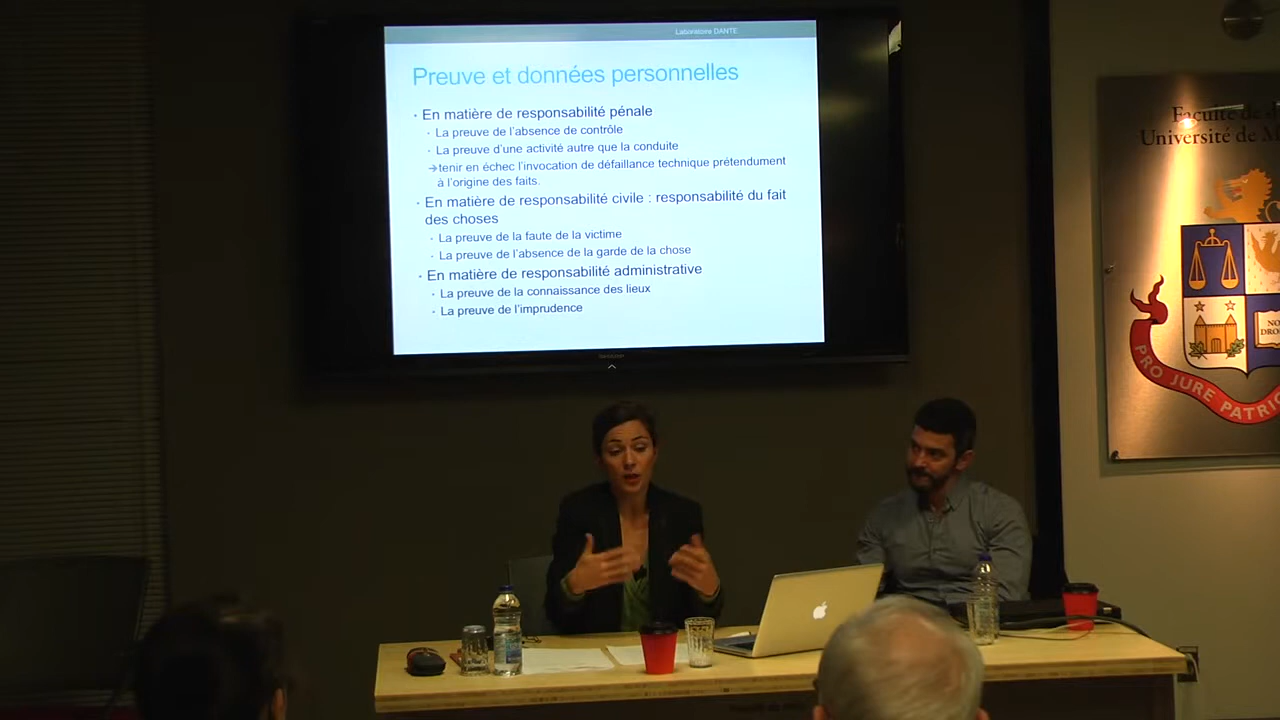 Laboratoire DANTE
Preuve et données personnelles
• En matière de responsabilité pénale
• La preuve de l'absence de contrôle
• La preuve d'une activité autre que la conduite
→tenir en échec l'invocation de défaillance technique prétendument
à l'origine des faits.
• En matière de responsabilité civile : responsabilité du fait
des choses
• La preuve de la faute de la victime
• La preuve de l'absence de la garde de la chose
• En matière de responsabilité administrative
• La preuve de la connaissance des lieux
• La preuve de l'imprudence
Faculté de
Université de
PRO JURE